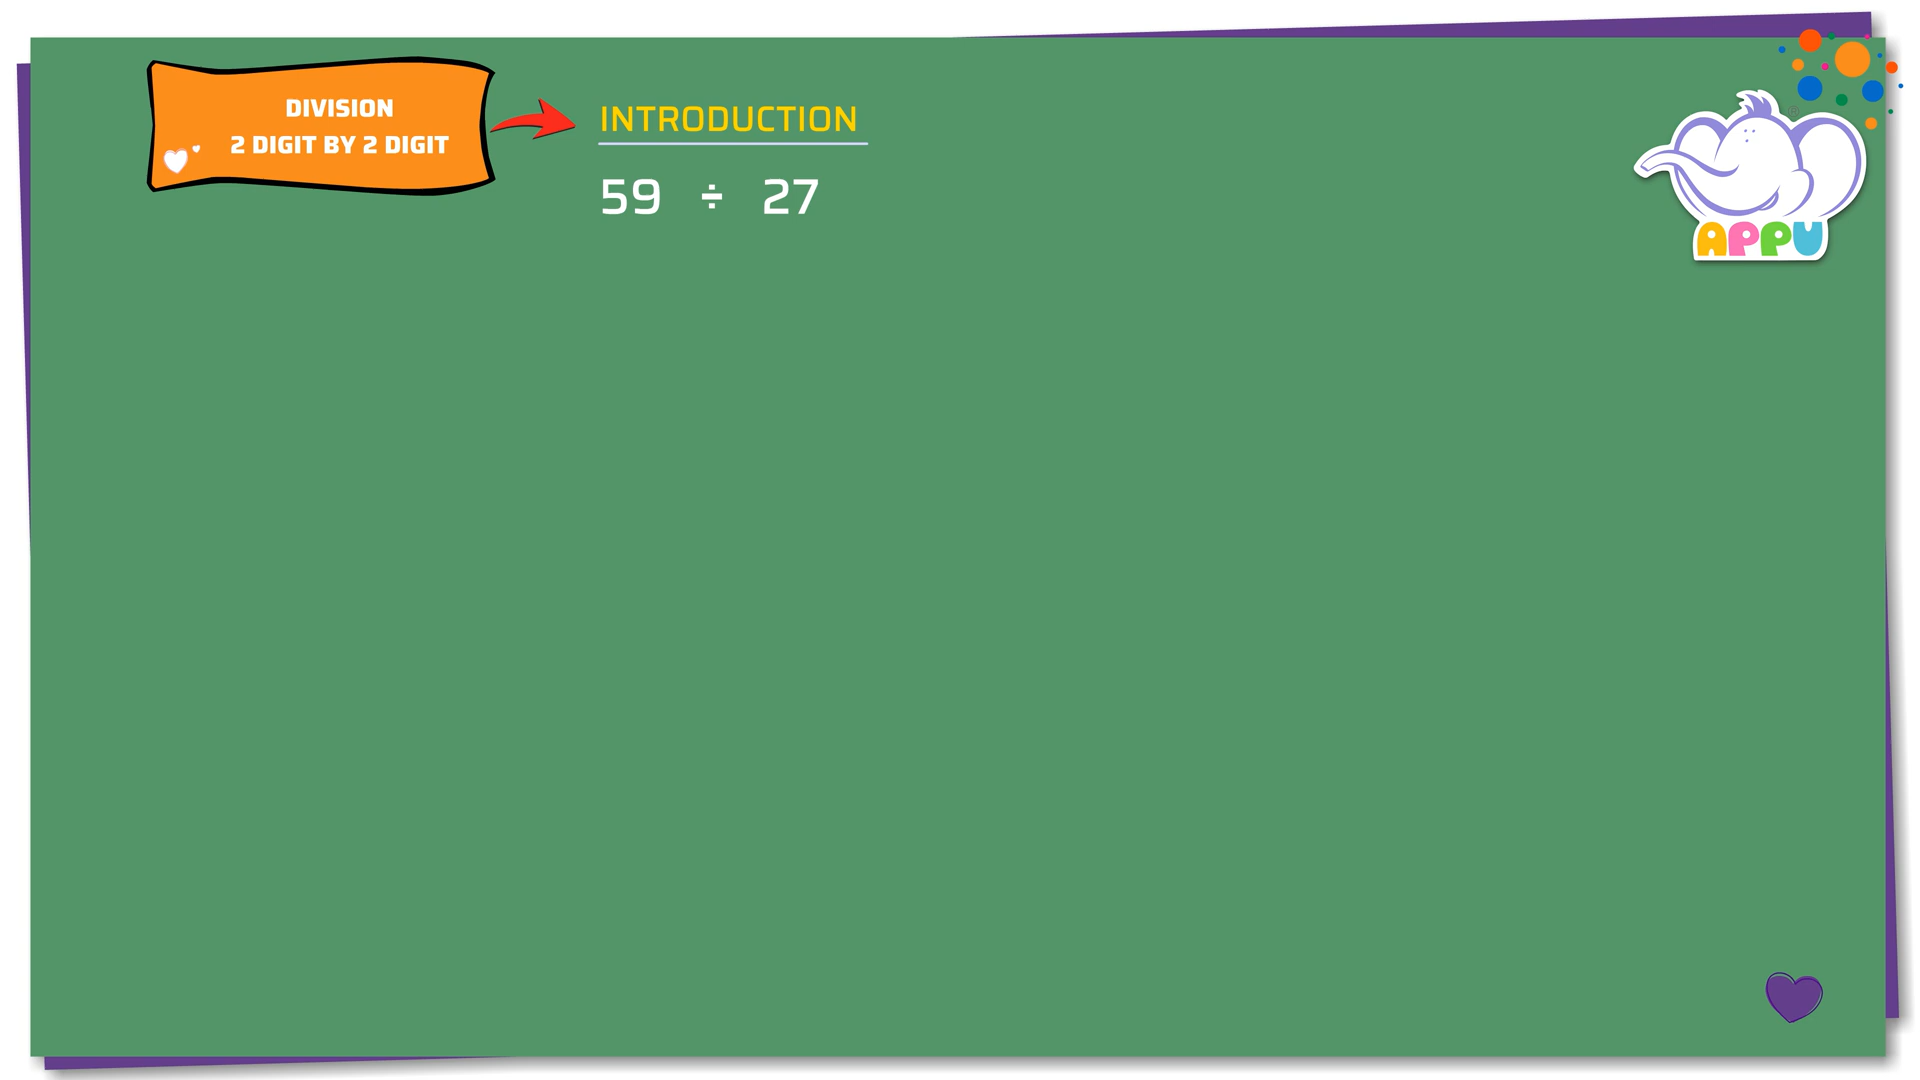 DIVISION
2 DIGIT BY 2 DIGIT
INTRODUCTION
59 ÷ 27
APPU